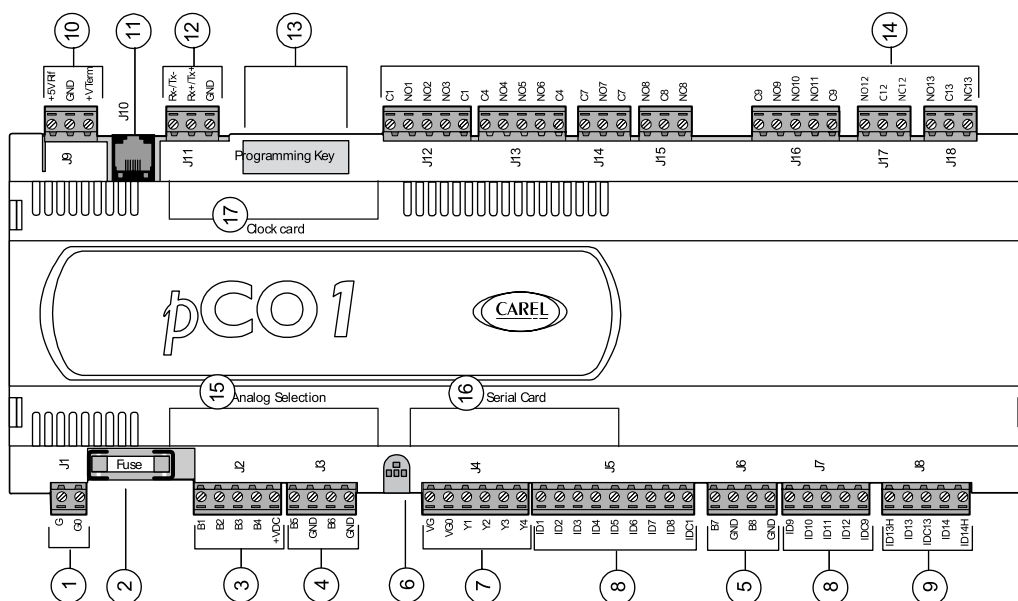 10
11
12
13
14
+5VRif
GND
+VTerm
J10
Rx-/Tx-
Rx+/Tx+
GND
C1
NO1
NO2
NO3
C1
C4
NO4
NO5
NO6
C4
C7
NO7
C7
NO8
C8
NC8
C9
NO9
NO10
NO11
C9
NO12
C12
NC12
NO13
C13
NC13
J9
J11
Programming Key
J12
J13
J14
J15
J16
J17
J18
17
Clock card
pCO1
CAREL
15
Analog Selection
16
Serial Card
J1
Fuse
J2
J3
J4
J5
J6
J7
J8
G
G0
B1
B2
B3
B4
+VDC
B5
GND
B6
GND
VG
VG0
Y1
Y2
Y3
Y4
ID1
ID2
ID3
ID4
ID5
ID6
ID7
ID8
IDC1
B7
GND
B8
GND
ID9
ID10
ID11
ID12
IDC9
ID13H
ID13
IDC13
ID14
ID14H
1
2
3
4
6
7
8
5
8
9